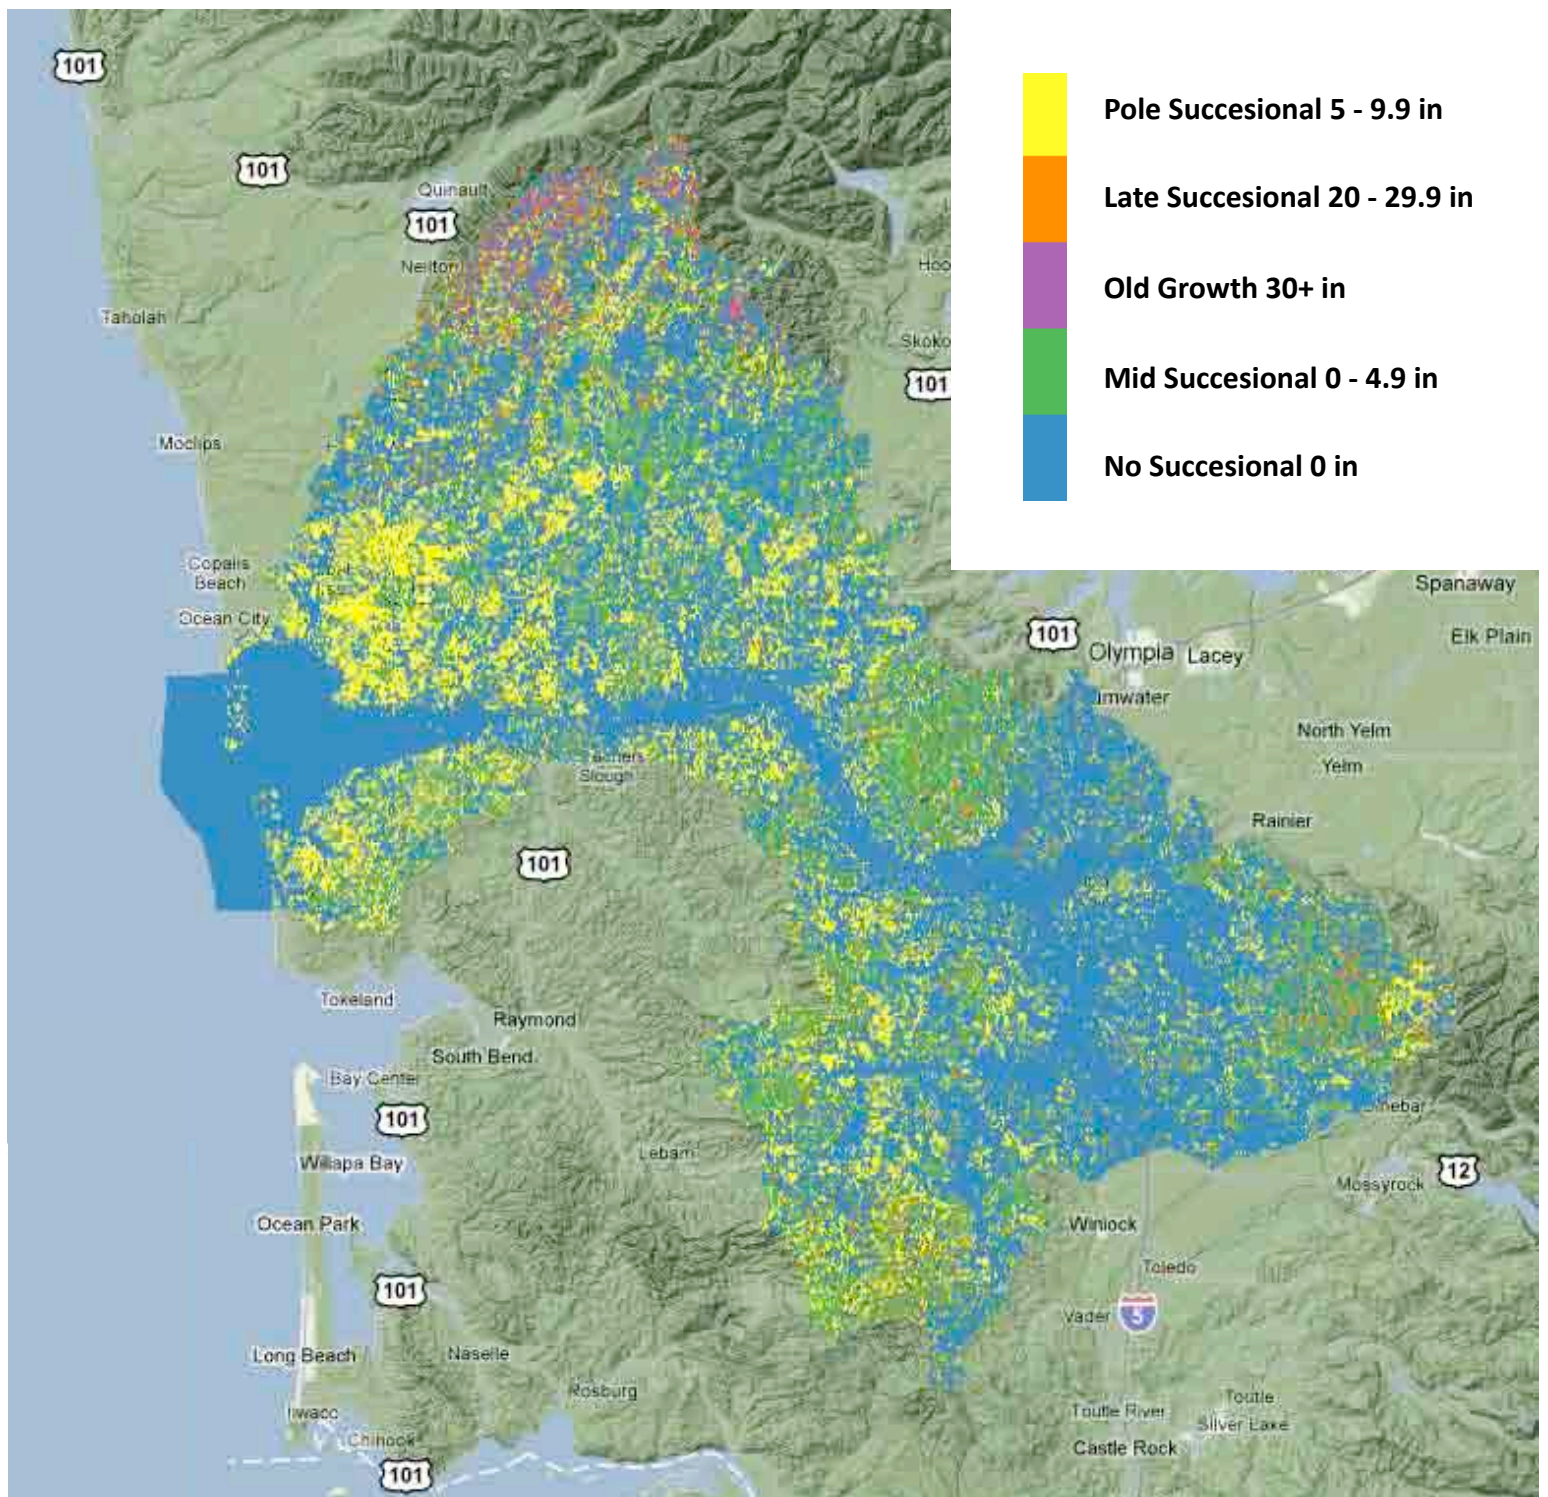 101
Pole Succesional 5 - 9.9 in
101
Late Succesional 20 - 29.9 in
Quinault
101
Neilton
Hoo
Old Growth 30+ in
Taholah
Skoko
101
Mid Succesional 0 - 4.9 in
Moclips
No Succesional 0 in
Copalis
Beach
Spanaway
Ocean City
101
Elk Plain
Olympia
Lacey
North Yelm
Yelm
Slough
Rainier
101
Tokeland
Raymond
South Bend
Bay Center
101
Lebam
Willapa Bay
12
Mossyrock
Ocean Park
Winlock
Toledo
101
Vader
5
Long Beach
Naselle
Rosburg
Toutle
Toutle River
Silver Lake
Chinook
Castle Rock
101